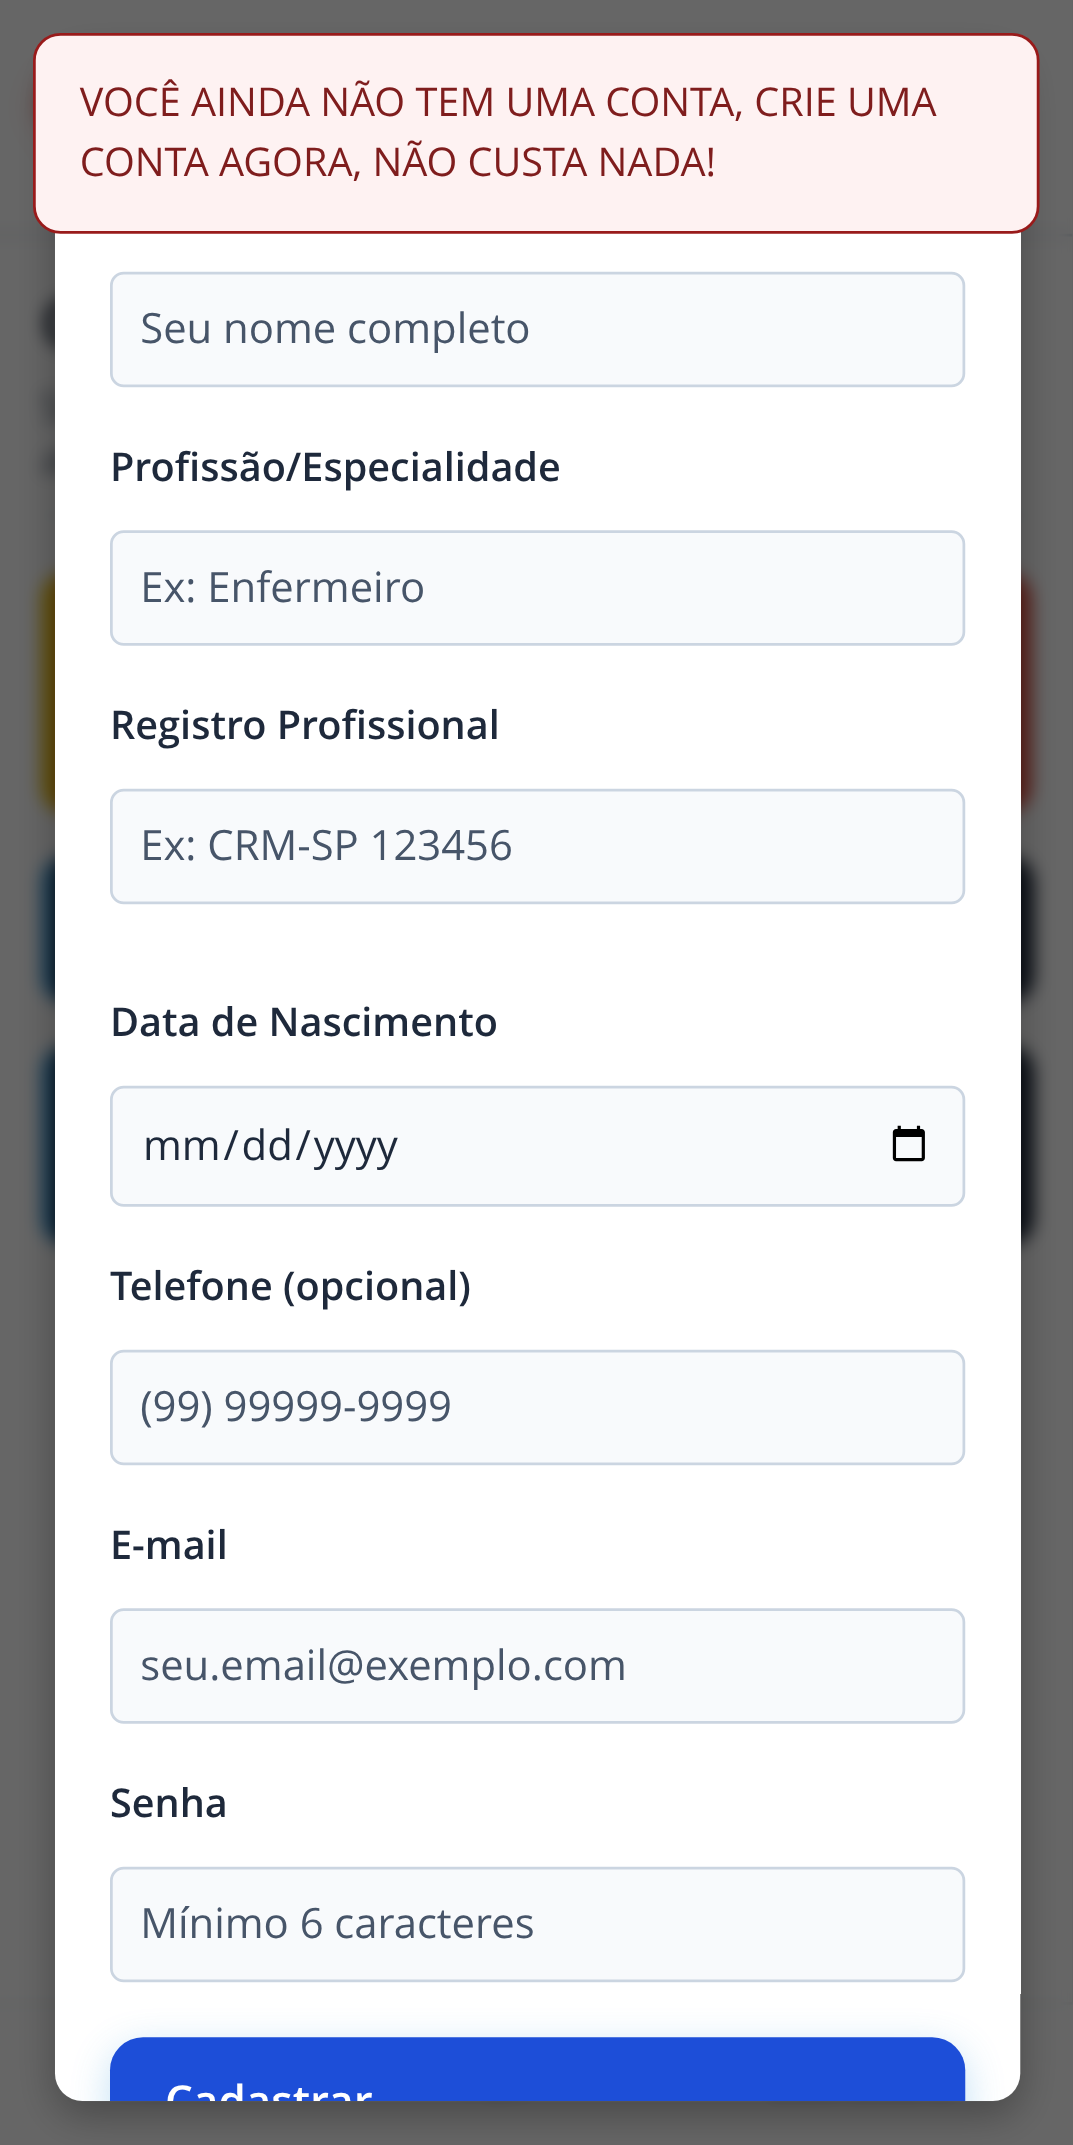 VOCÊ AINDA NÃO TEM UMA CONTA, CRIE UMA
CONTA AGORA, NÃO CUSTA NADA!
Seu nome completo
Profissão/Especialidade
Ex: Enfermeiro
Registro Profissional
Ex: CRM-SP 123456
Data de Nascimento
mm/dd/yyyy
Telefone (opcional)
(99) 99999-9999
E-mail
seu.email@exemplo.com
Senha
Mínimo 6 caracteres
Cadastrar